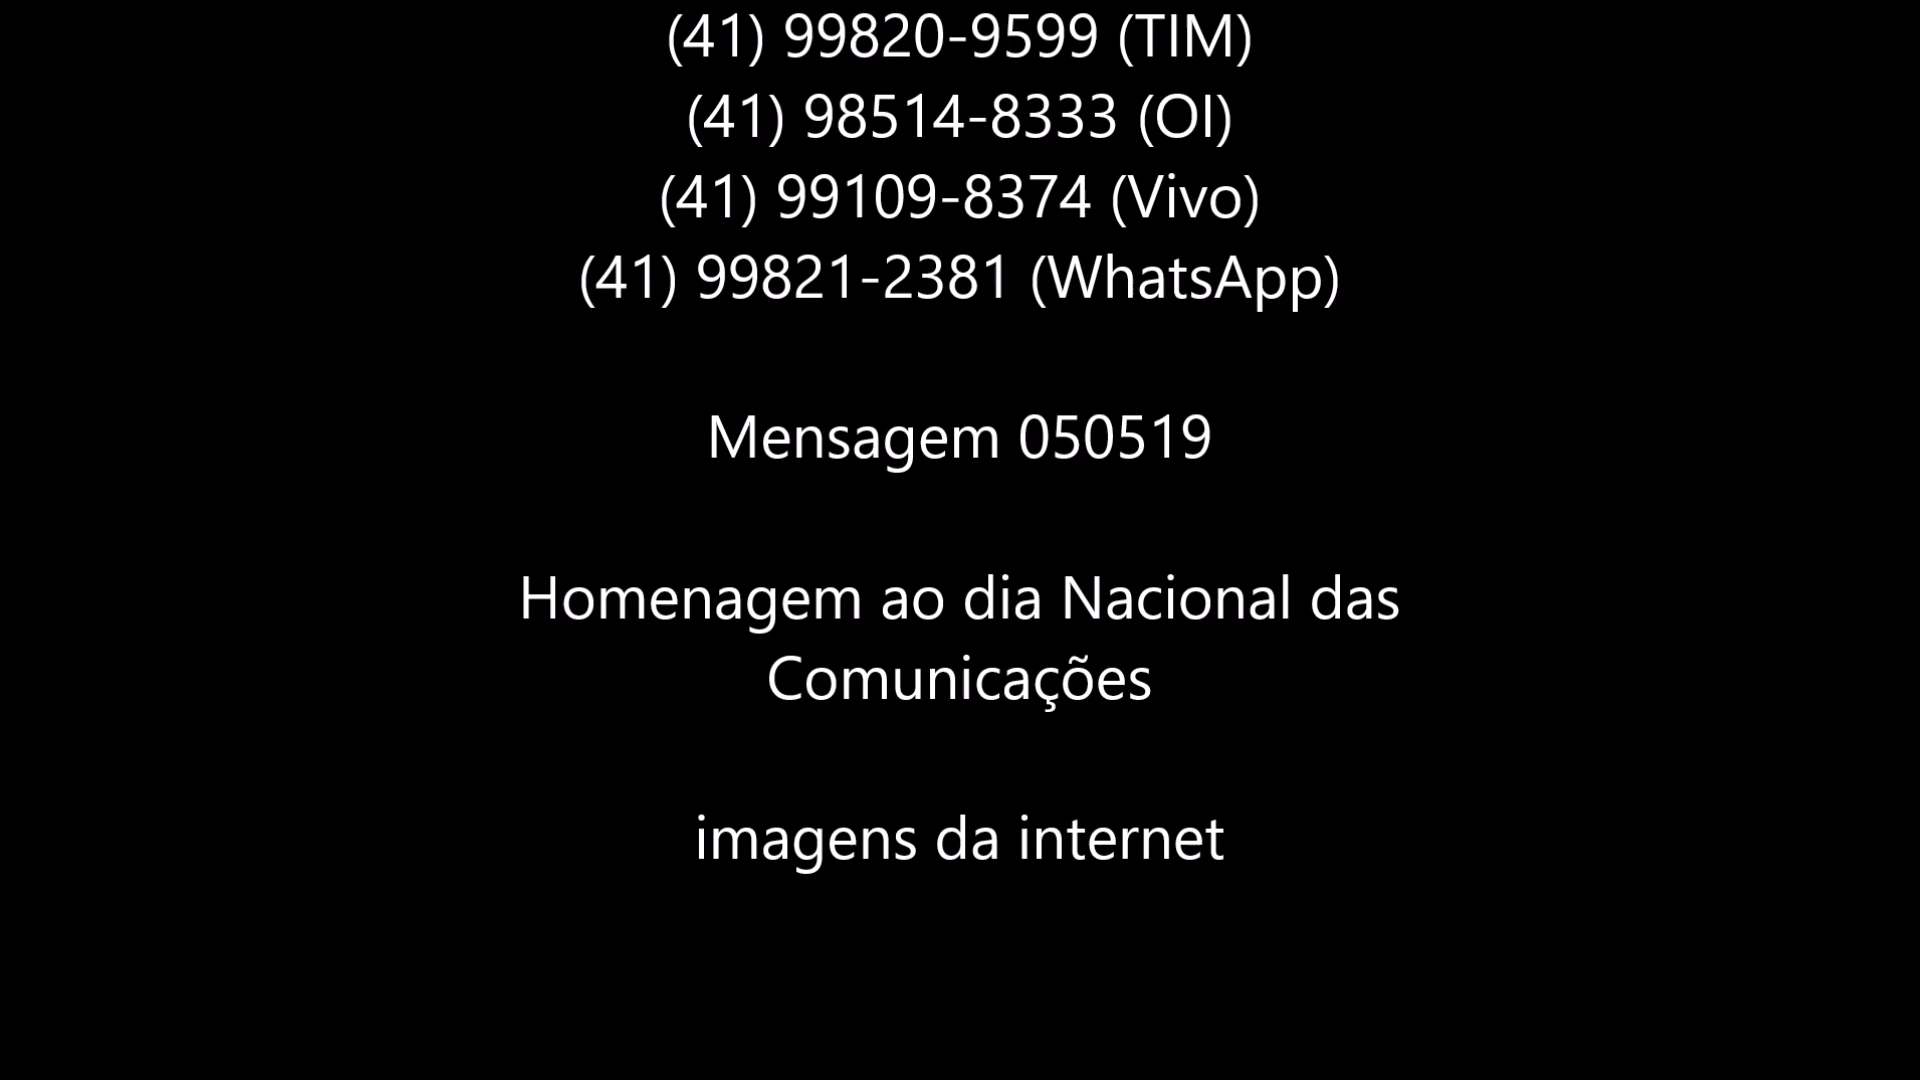 (41) 99820-9599 (TIM)
(41) 98514-8333 (OI)
(41) 99109-8374 (Vivo)
(41) 99821-2381 (WhatsApp)
Mensagem 050519
Homenagem ao dia Nacional das
Comunicações
imagens da internet